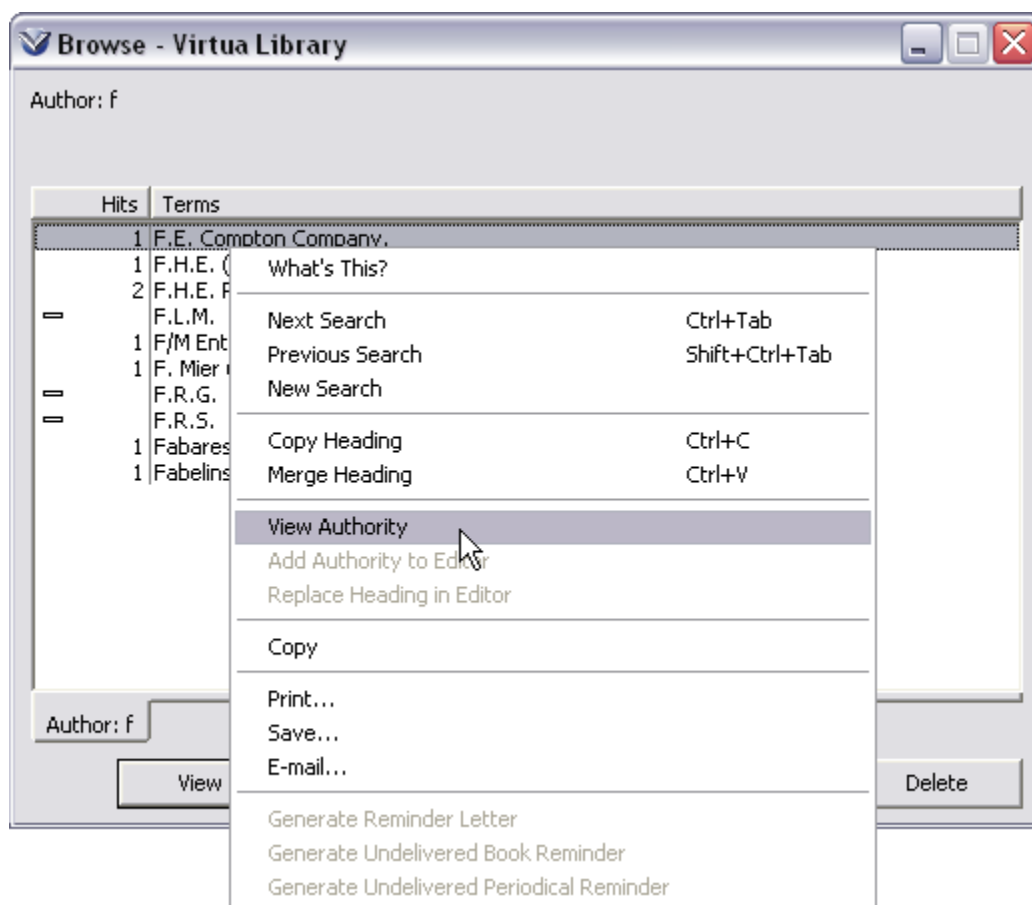 Browse - Virtua Library
Author: f
Hits Terms
1 F.E. Compton Company.
1 F.H.E. (
2 F.H.E.
F.L.M.
1 F/M Ent
1 F. Mier
F.R.G.
F.R.S.
1 Fabares
1 Fabelins
What's This?
Next Search Ctrl+Tab
Previous Search Shift+Ctrl+Tab
New Search
Copy Heading Ctrl+C
Merge Heading Ctrl+V
View Authority
Add Authority to Editor
Replace Heading in Editor
Copy
Print...
Save...
E-mail...
Generate Reminder Letter
Generate Undelivered Book Reminder
Generate Undelivered Periodical Reminder
Author: f
View
Delete